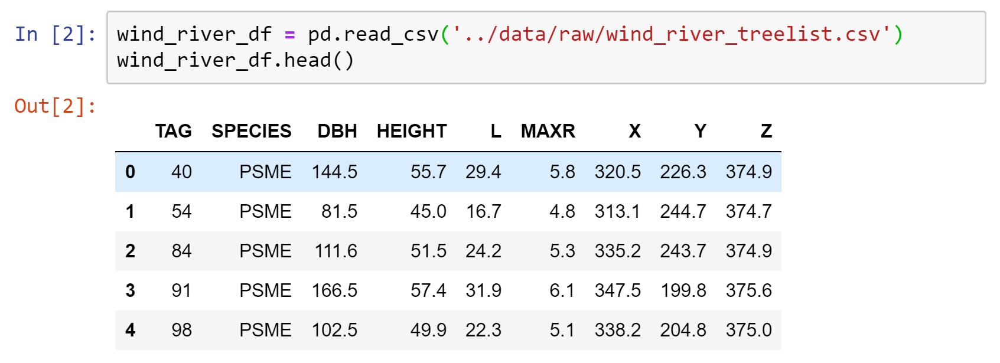 In [2]: wind_river_df = pd.read_csv('../data/raw/wind_river_treelist.csv')
wind_river_df.head()
Out[2]:
TAG SPECIES DBH HEIGHT L MAXR X Y Z
0 40 PSME 144.5 55.7 29.4 5.8 320.5 226.3 374.9
1 54 PSME 81.5 45.0 16.7 4.8 313.1 244.7 374.7
2 84 PSME 111.6 51.5 24.2 5.3 335.2 243.7 374.9
3 91 PSME 166.5 57.4 31.9 6.1 347.5 199.8 375.6
4 98 PSME 102.5 49.9 22.3 5.1 338.2 204.8 375.0